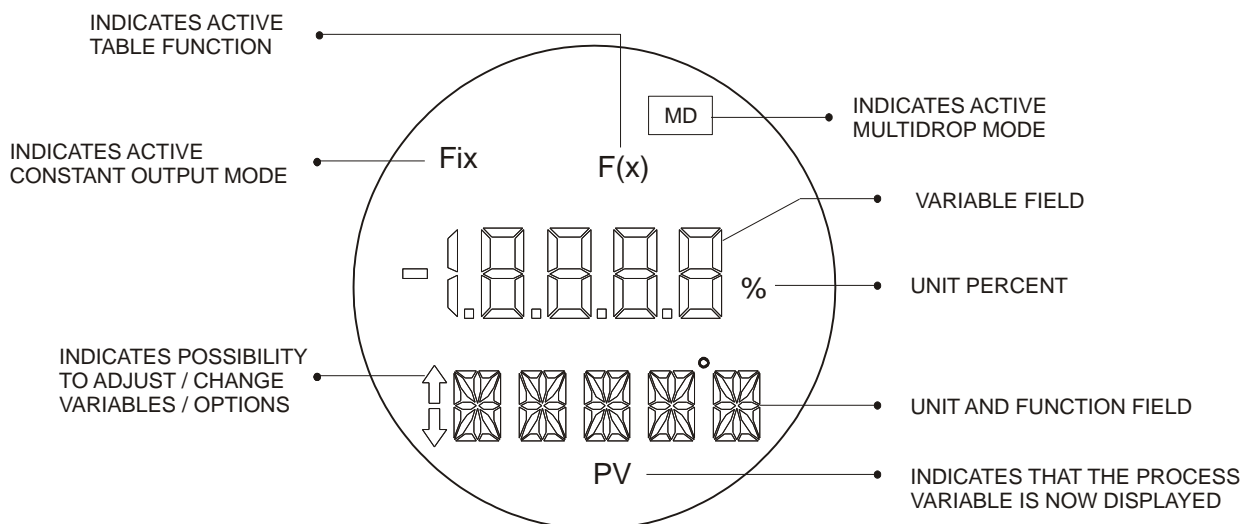 INDICATES ACTIVE
TABLE FUNCTION
MD
INDICATES ACTIVE
MULTIDROP MODE
INDICATES ACTIVE
CONSTANT OUTPUT MODE
Fix
F(x)
VARIABLE FIELD
-1.8.8.8.8
%
UNIT PERCENT
INDICATES POSSIBILITY
TO ADJUST / CHANGE
VARIABLES / OPTIONS
UNIT AND FUNCTION FIELD
PV
INDICATES THAT THE PROCESS
VARIABLE IS NOW DISPLAYED